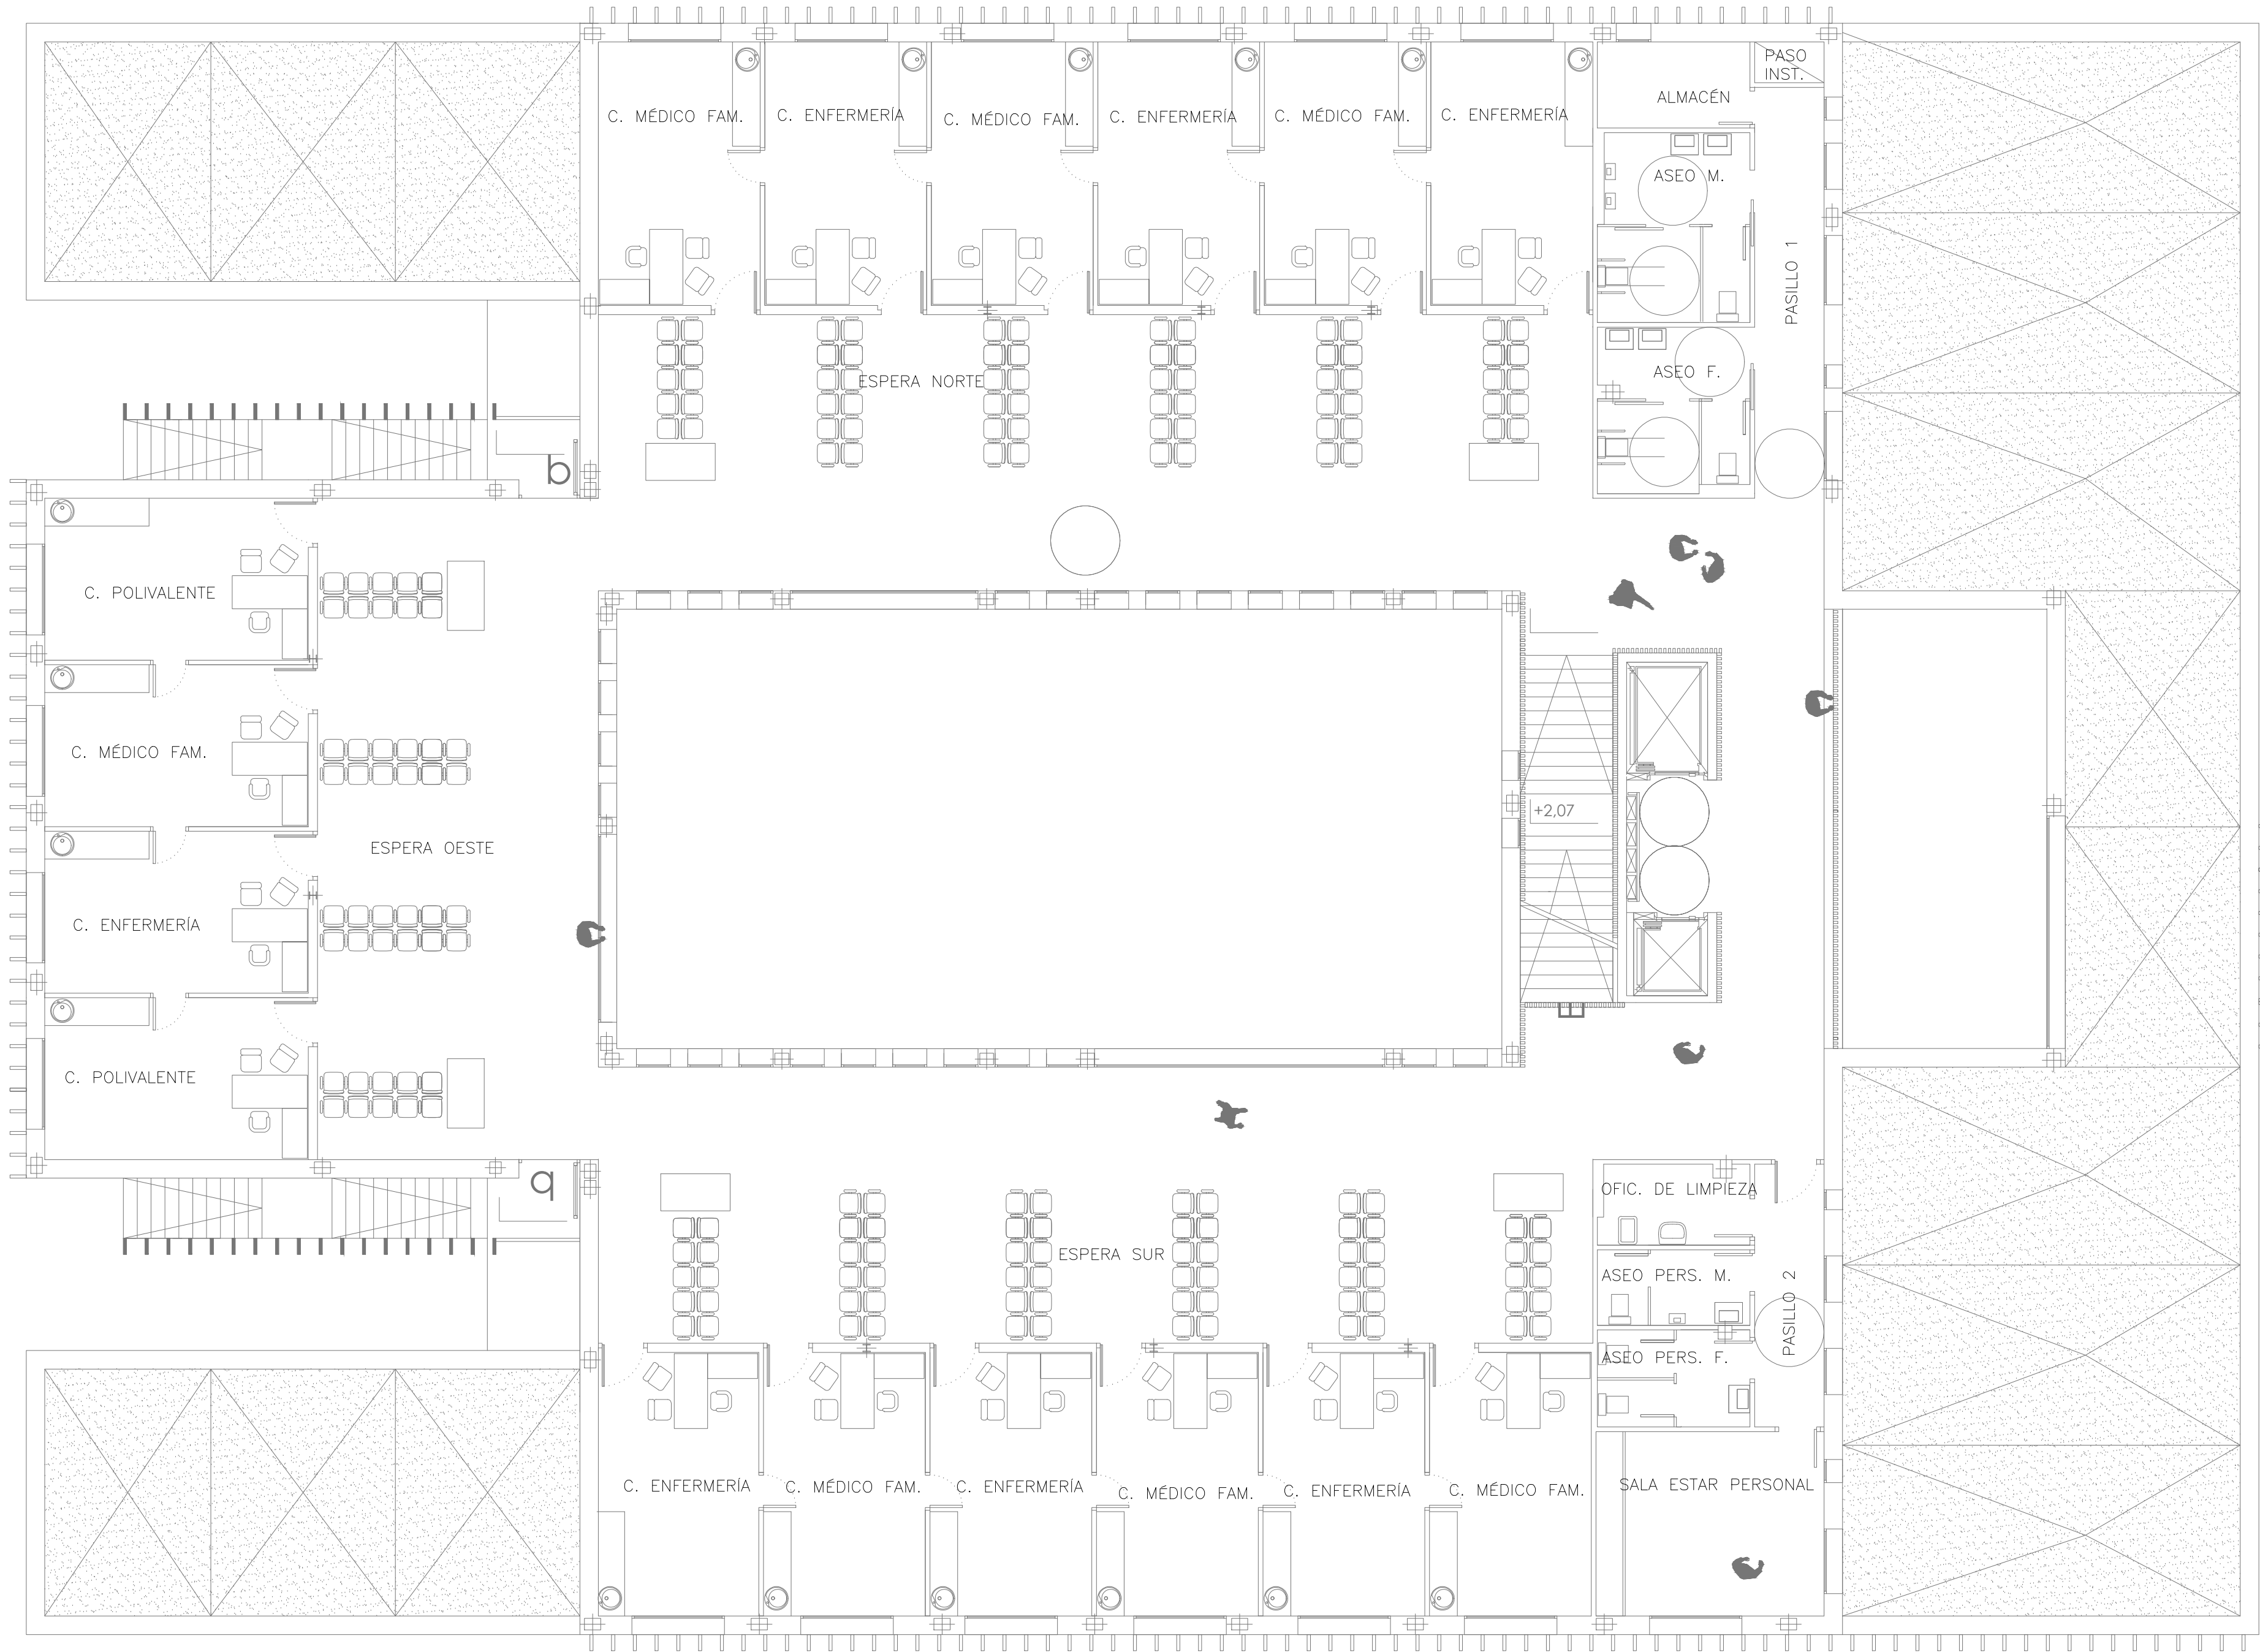 PASO
INST.
ALMACÉN
C. MÉDICO FAM.
C. ENFERMERÍA
C. MÉDICO FAM.
C. ENFERMERÍA
C. MÉDICO FAM.
C. ENFERMERÍA
ASEO M.
PASILLO 1
ASEO F.
ESPERA NORTE
b
C. POLIVALENTE
C. MÉDICO FAM.
+2,07
ESPERA OESTE
C. ENFERMERÍA
C. POLIVALENTE
q
OFIC. DE LIMPIEZA
ESPERA SUR
ASEO PERS. M.
PASILLO 2
ASEO PERS. F.
C. ENFERMERÍA
C. MÉDICO FAM.
C. ENFERMERÍA
C. MÉDICO FAM.
C. ENFERMERÍA
C. MÉDICO FAM.
SALA ESTAR PERSONAL